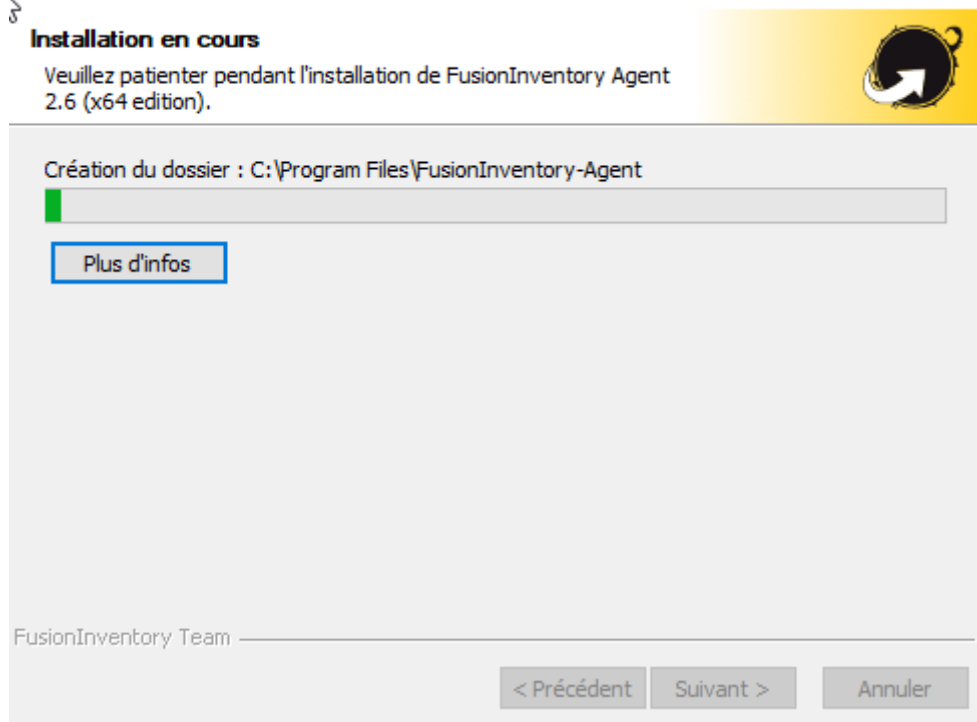 Installation en cours
Veuillez patienter pendant l'installation de FusionInventory Agent
2.6 (x64 edition).
Création du dossier : C:\Program Files\FusionInventory-Agent
Plus d'infos
FusionInventory Team
< Précédent
Suivant >
Annuler